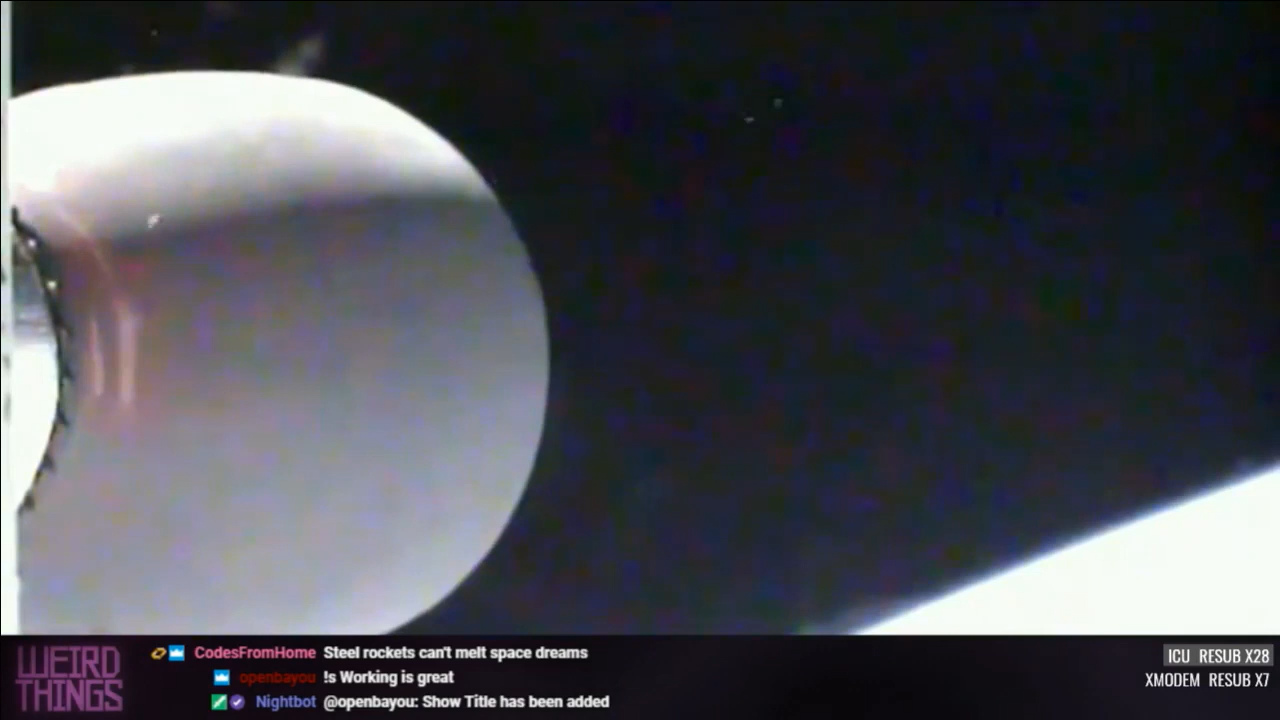 WEIRD
THINGS
CodesFromHome Steel rockets can't melt space dreams
openbayou !s Working is great
Nightbot @openbayou: Show Title has been added
ICU RESUB X28
XMODEM RESUB X7